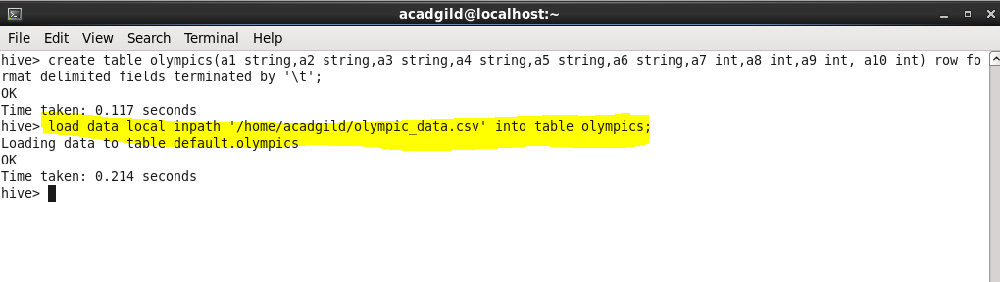 acadgild@localhost:~
File Edit View Search Terminal Help
hive> create table olympics(a1 string,a2 string,a3 string,a4 string,a5 string,a6 string,a7 int,a8 int,a9 int, a10 int) row fo
rmat delimited fields terminated by '\t';
OK
Time taken: 0.117 seconds
hive> load data local inpath '/home/acadgild/olympic_data.csv' into table olympics;
Loading data to table default.olympics
OK
Time taken: 0.214 seconds
hive>